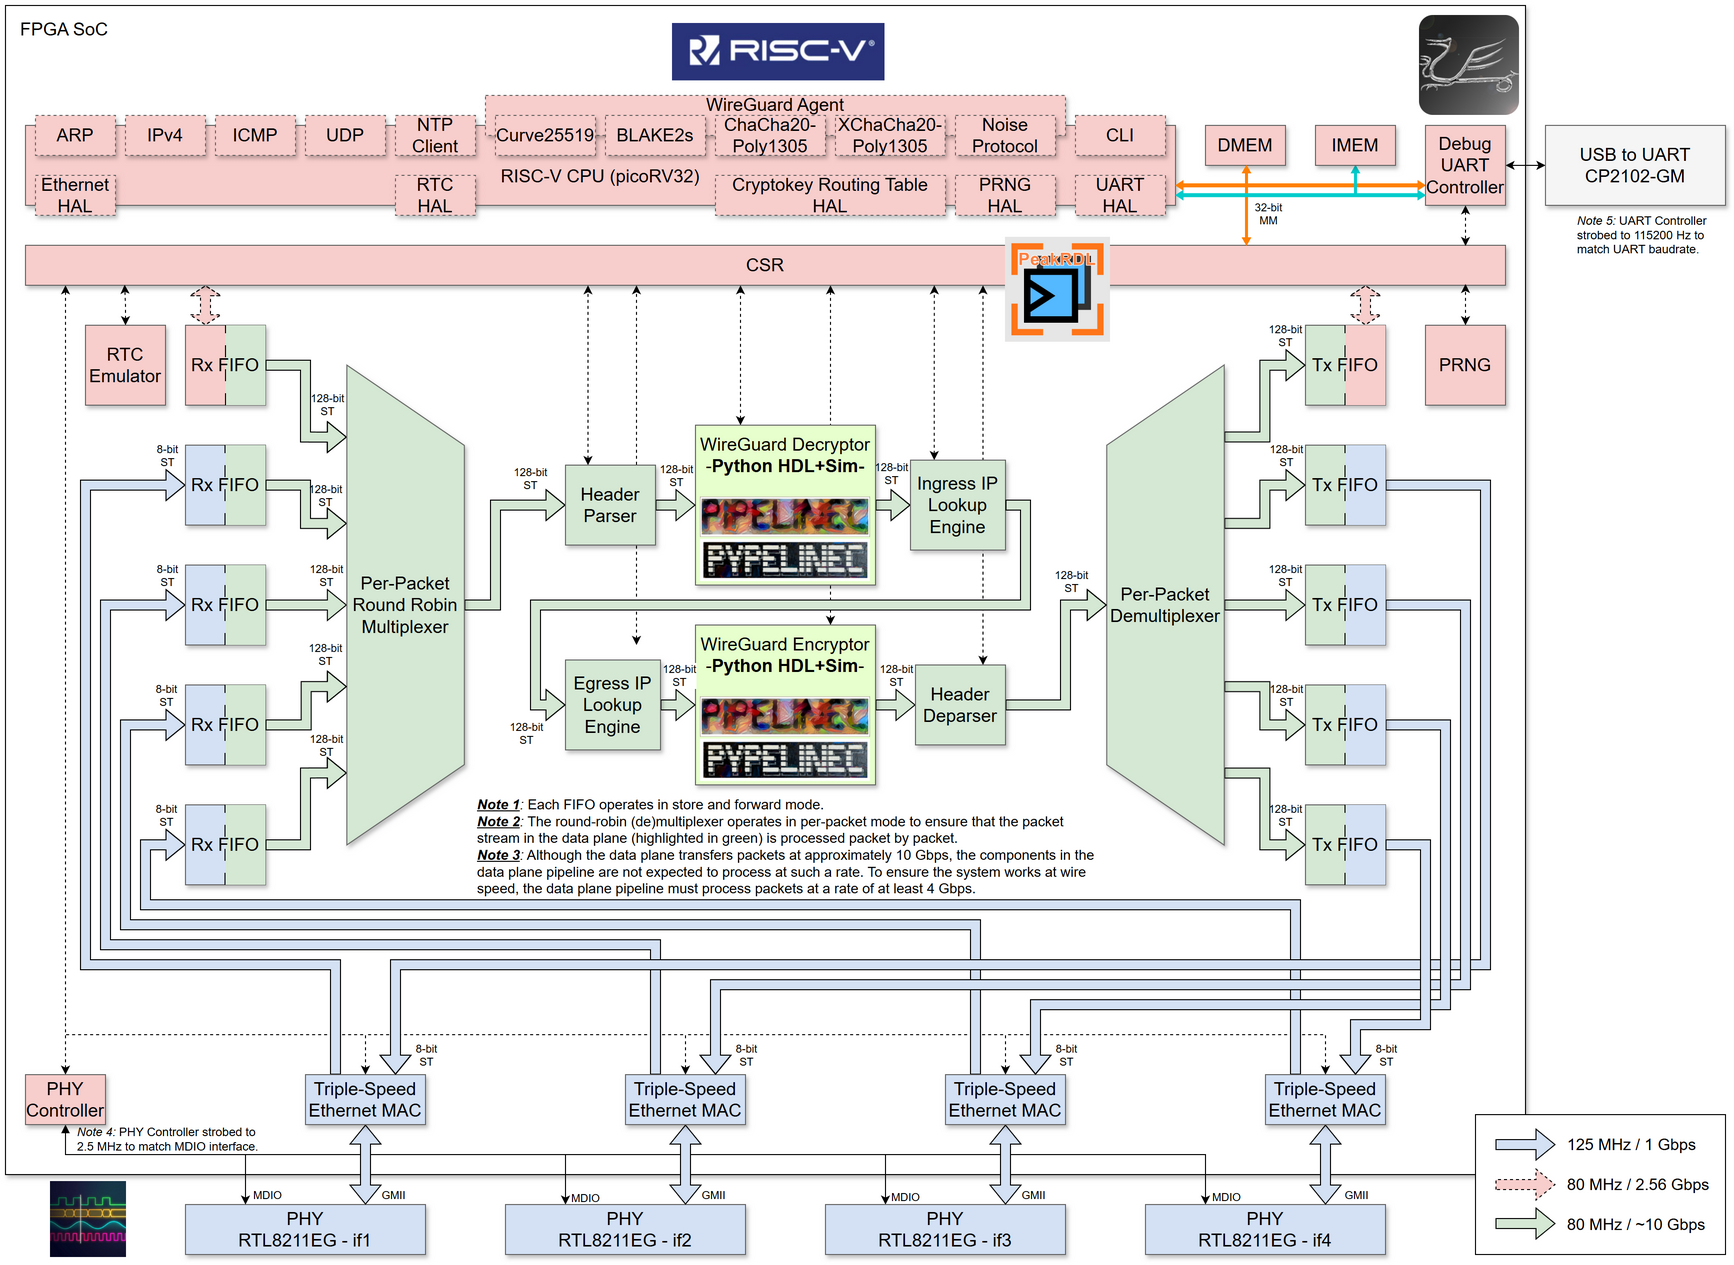 FPGA SoC
RISC-V®
WireGuard Agent
ARP
IPv4
ICMP
UDP
NTP
Client
Curve25519
BLAKE2s
ChaCha20-
Poly1305
XChaCha20-
Poly1305
Noise
Protocol
CLI
DMEM
IMEM
Debug
UART
Controller
USB to UART
CP2102-GM
RISC-V CPU (picoRV32)
Ethernet
HAL
RTC
HAL
Cryptokey Routing Table
HAL
PRNG
HAL
UART
HAL
32-bit
MM
Note 5: UART Controller
strobed to 115200 Hz to
match UART baudrate.
CSR
PeakRDL
RTC
Emulator
Rx FIFO
128-bit
ST
128-bit
ST
Tx FIFO
PRNG
8-bit
ST
Rx FIFO
128-bit
ST
8-bit
ST
Rx FIFO
128-bit
ST
8-bit
ST
Rx FIFO
128-bit
ST
8-bit
ST
Rx FIFO
128-bit
ST
Per-Packet
Round Robin
Multiplexer
128-bit
ST
Header
Parser
128-bit
ST
WireGuard Decryptor
-Python HDL+Sim-
PIPELINEC
PYPELINEC
128-bit
ST
Ingress IP
Lookup
Engine
128-bit
ST
Egress IP
Lookup
Engine
128-bit
ST
WireGuard Encryptor
-Python HDL+Sim-
PIPELINEC
PYPELINEC
128-bit
ST
Header
Deparser
128-bit
ST
Per-Packet
Demultiplexer
128-bit
ST
Tx FIFO
128-bit
ST
Tx FIFO
128-bit
ST
Tx FIFO
128-bit
ST
Tx FIFO
Note 1: Each FIFO operates in store and forward mode.
Note 2: The round-robin (de)multiplexer operates in per-packet mode to ensure that the packet
stream in the data plane (highlighted in green) is processed packet by packet.
Note 3: Although the data plane transfers packets at approximately 10 Gbps, the components in the
data plane pipeline are not expected to process at such a rate. To ensure the system works at wire
speed, the data plane pipeline must process packets at a rate of at least 4 Gbps.
8-bit
ST
8-bit
ST
8-bit
ST
8-bit
ST
PHY
Controller
Triple-Speed
Ethernet MAC
Triple-Speed
Ethernet MAC
Triple-Speed
Ethernet MAC
Triple-Speed
Ethernet MAC
Note 4: PHY Controller strobed to
2.5 MHz to match MDIO interface.
MDIO
GMII
MDIO
GMII
MDIO
GMII
MDIO
GMII
PHY
RTL8211EG - if1
PHY
RTL8211EG - if2
PHY
RTL8211EG - if3
PHY
RTL8211EG - if4
125 MHz / 1 Gbps
80 MHz / 2.56 Gbps
80 MHz / ~10 Gbps